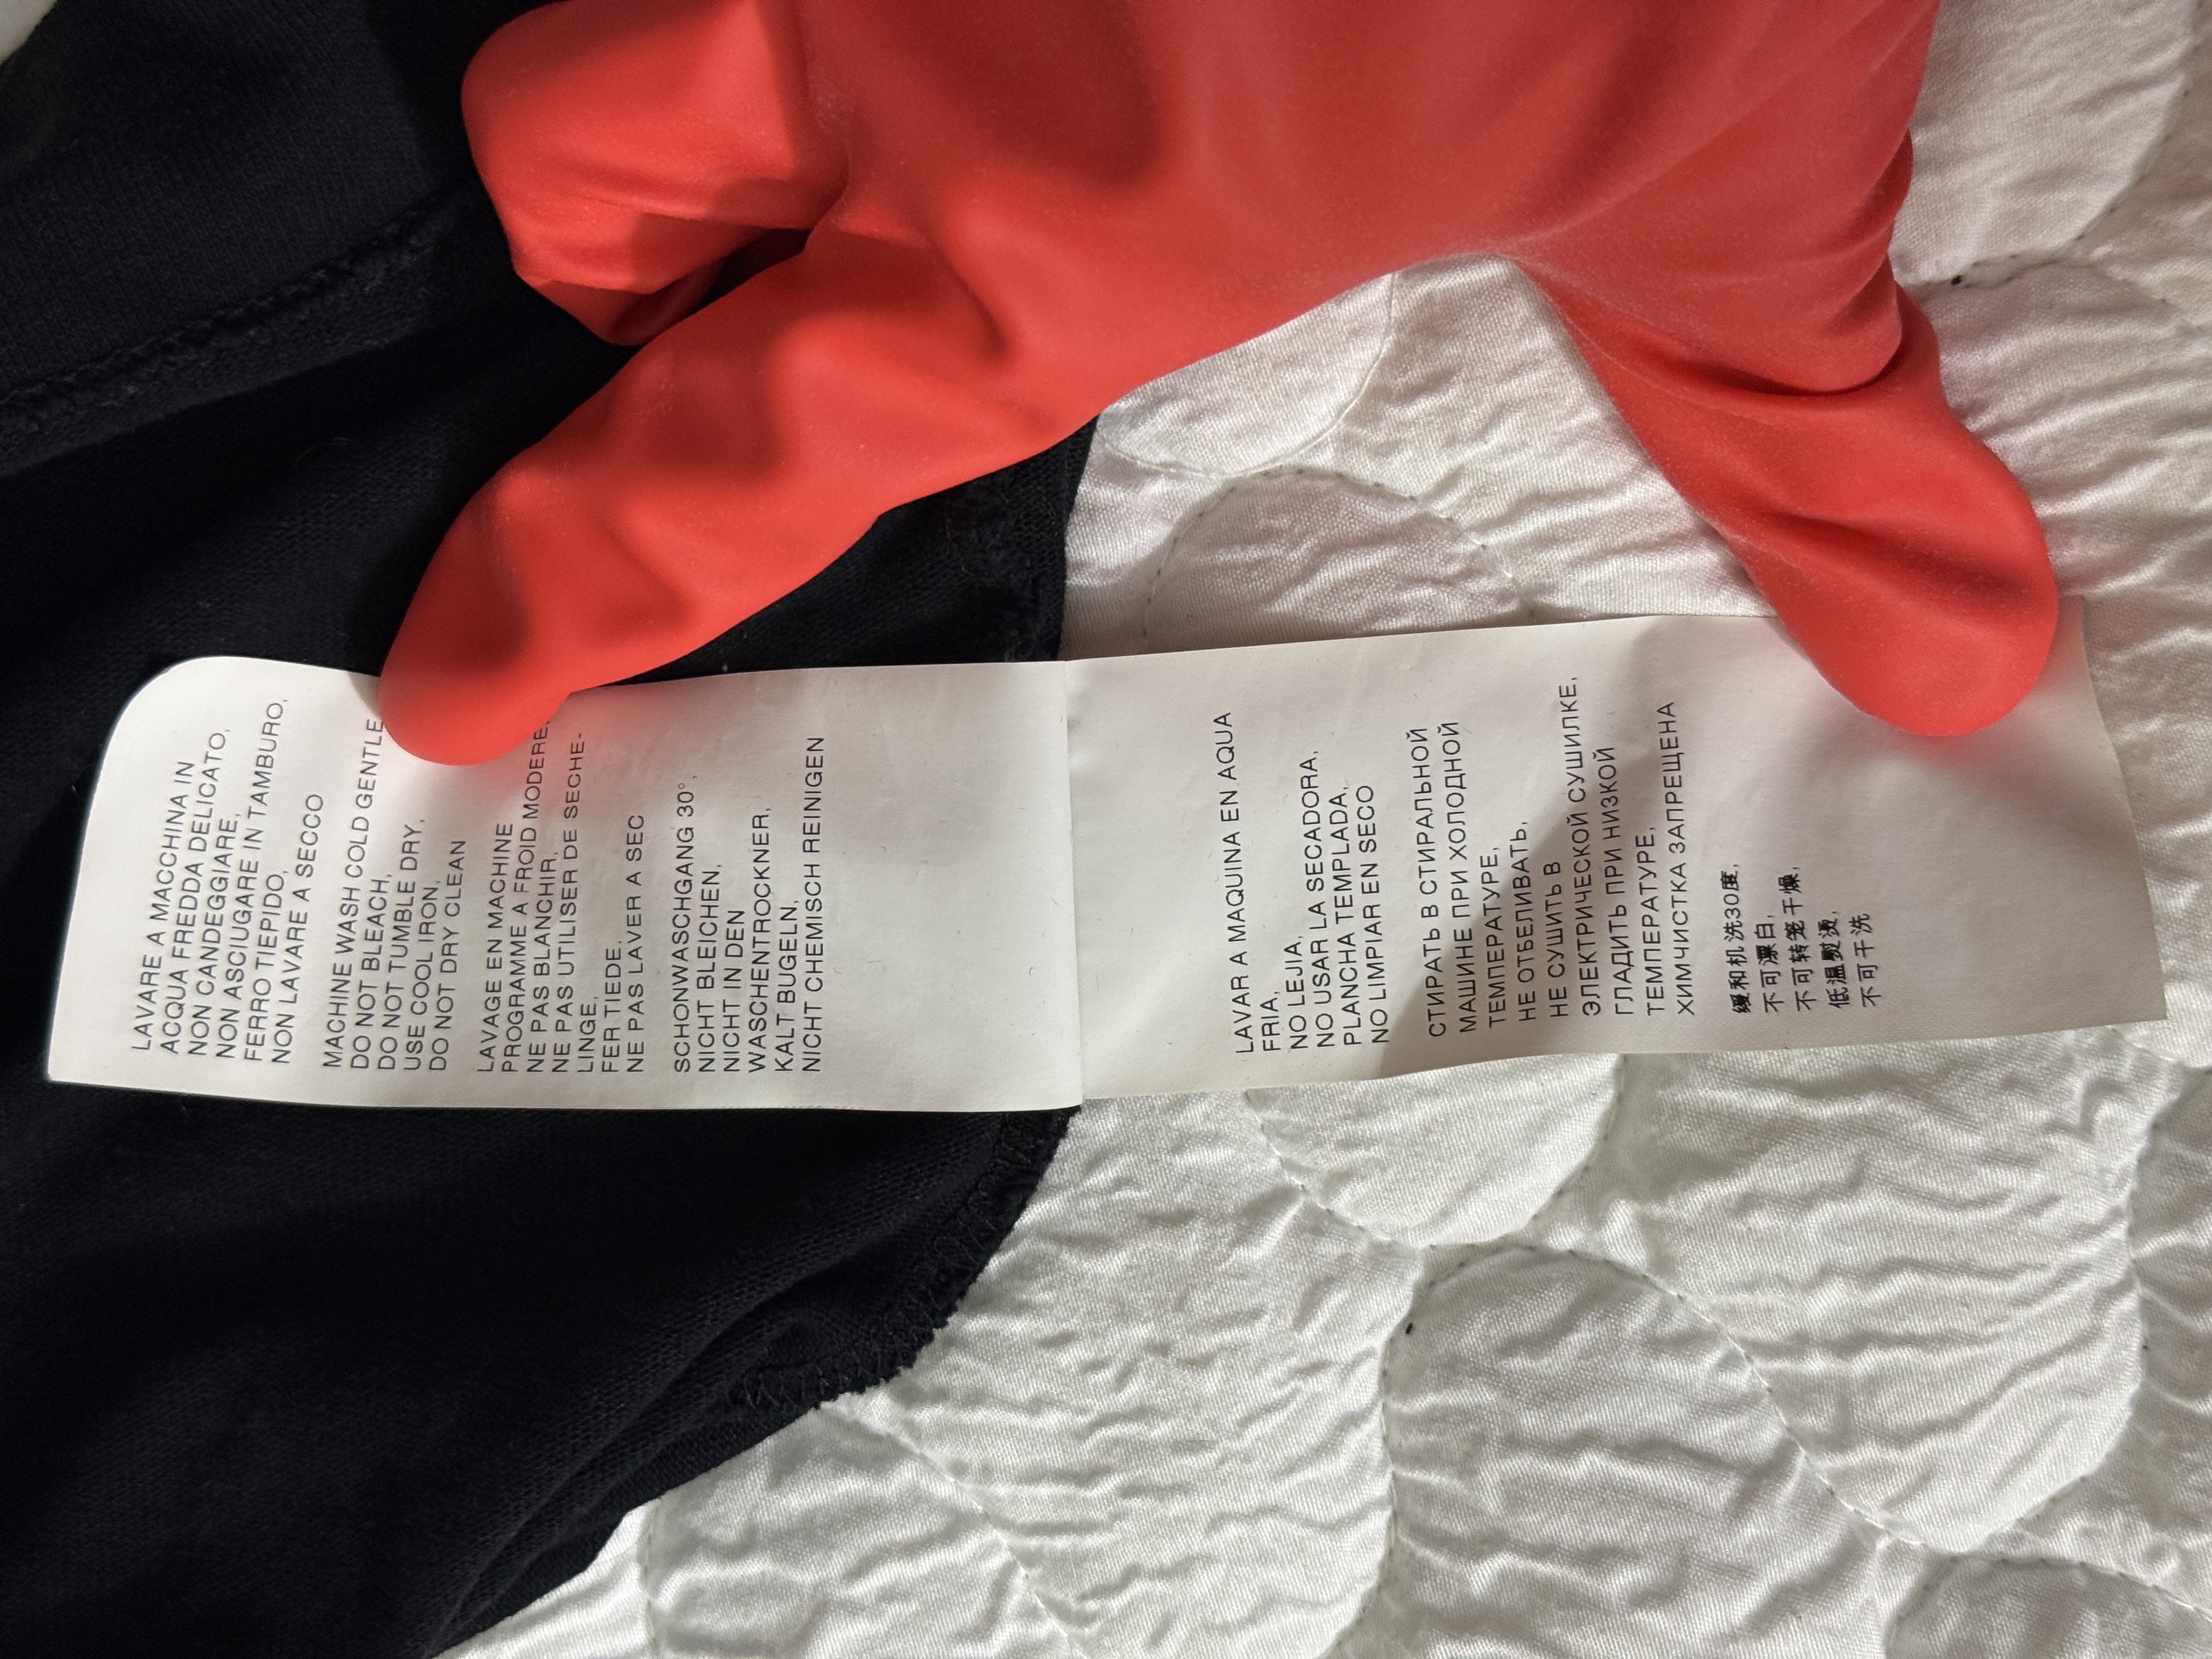 LAVARE A MACCHINA IN
ACQUA FREDDA DELICATO,
NON CANDEGGIARE,
NON ASCIUGARE IN TAMBURO,
FERRO TIEPIDO,
NON LAVARE A SECCO
MACHINE WASH COLD GENTLE,
DO NOT BLEACH,
DO NOT TUMBLE DRY,
USE COOL IRON,
DO NOT DRY CLEAN
LAVAGE EN MACHINE
PROGRAMME A FROID MODERE,
NE PAS BLANCHIR,
NE PAS UTILISER DE SECHE-
LINGE,
FER TIEDE,
NE PAS LAVER A SEC
SCHONWASCHGANG 30°,
NICHT BLEICHEN,
NICHT IN DEN
WASCHENTROCKNER,
KALT BUGELN,
NICHT CHEMISCH REINIGEN
LAVAR A MAQUINA EN AQUA
FRIA,
NO LEJIA,
NO USAR LA SECADORA,
PLANCHA TEMPLADA,
NO LIMPIAR EN SECO
СТИРАТЬ В СТИРАЛЬНОЙ
МАШИНЕ ПРИ ХОЛОДНОЙ
ТЕМПЕРАТУРЕ,
НЕ ОТБЕЛИВАТЬ,
НЕ СУШИТЬ В
ЭЛЕКТРИЧЕСКОЙ СУШИЛКЕ,
ГЛАДИТЬ ПРИ НИЗКОЙ
ТЕМПЕРАТУРЕ,
ХИМЧИСТКА ЗАПРЕЩЕНА
缓和机洗30度,
不可漂白,
不可转笼干燥,
低温熨烫,
不可干洗